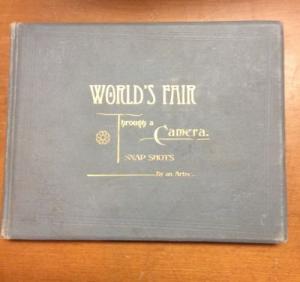 WORLD'S FAIR
Through a
Camera.
SNAP SHOTS
By an Artist.